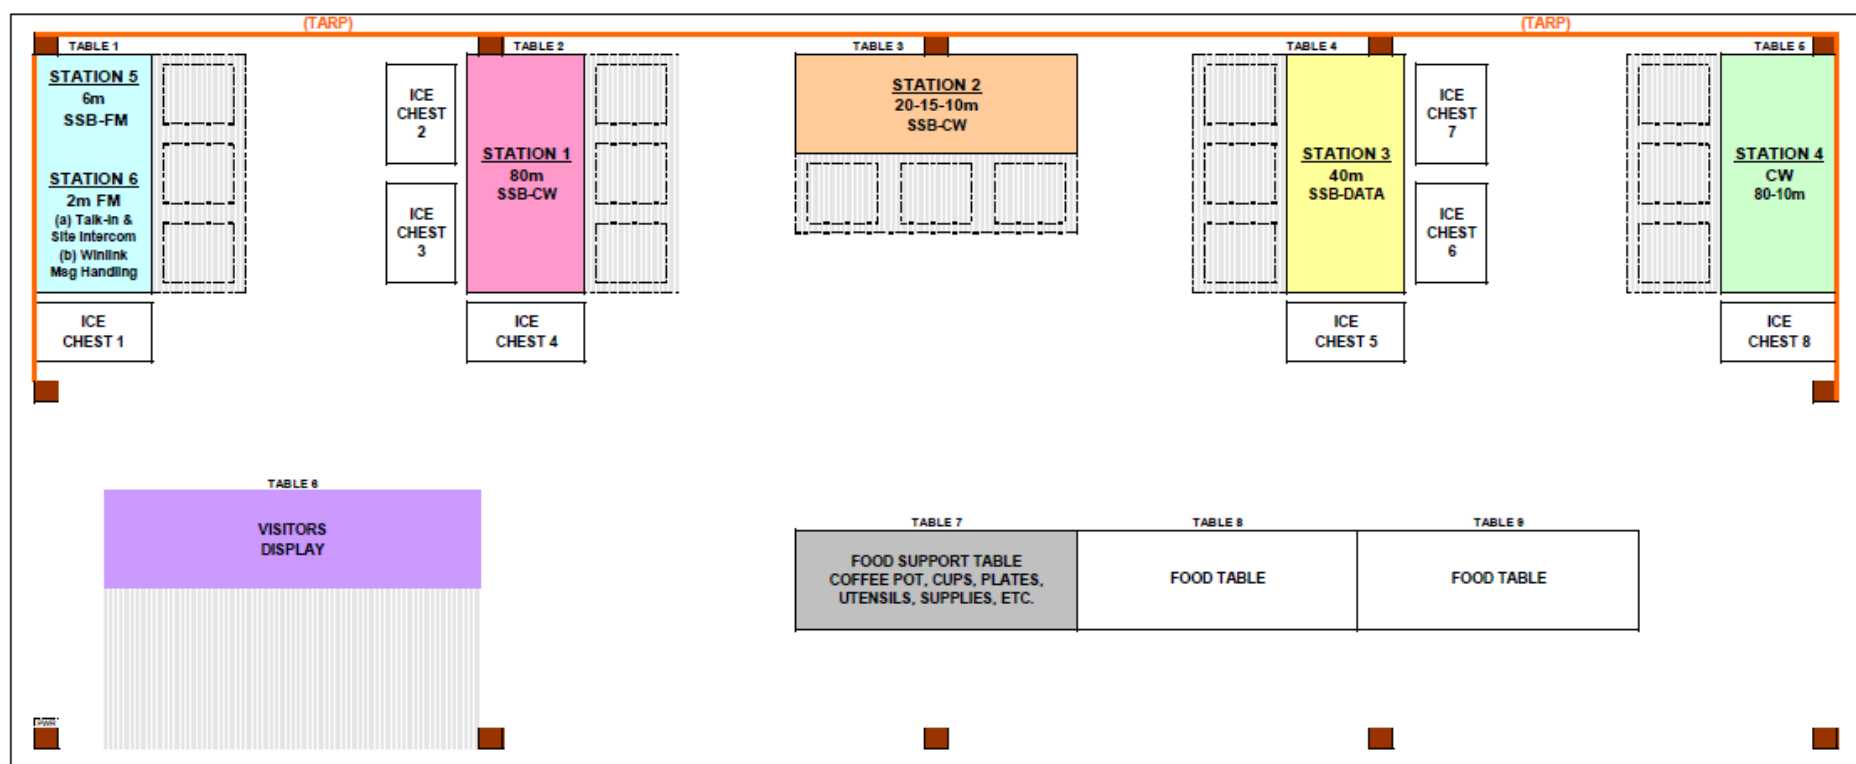 (TARP)
(TARP)
TABLE 1
TABLE 2
TABLE 3
TABLE 4
TABLE 5
STATION 5
6m
SSB-FM
STATION 6
2m FM
(a) Talk-In &
Site Intercom
(b) Winlink
Msg Handling
ICE
CHEST 1
ICE
CHEST
2
ICE
CHEST
3
STATION 1
80m
SSB-CW
ICE
CHEST 4
STATION 2
20-15-10m
SSB-CW
STATION 3
40m
SSB-DATA
ICE
CHEST 5
ICE
CHEST
7
ICE
CHEST
6
STATION 4
CW
80-10m
ICE
CHEST 8
TABLE 6
VISITORS
DISPLAY
TABLE 7
FOOD SUPPORT TABLE
COFFEE POT, CUPS, PLATES,
UTENSILS, SUPPLIES, ETC.
TABLE 8
FOOD TABLE
TABLE 9
FOOD TABLE
PWR